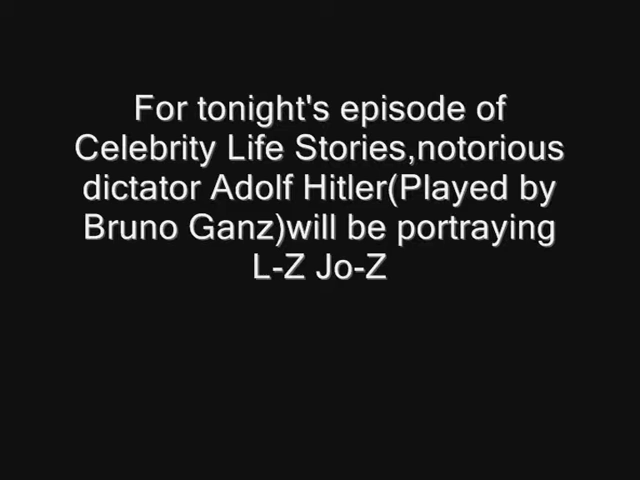 For tonight's episode of
Celebrity Life Stories,notorious
dictator Adolf Hitler(Played by
Bruno Ganz)will be portraying
L-Z Jo-Z